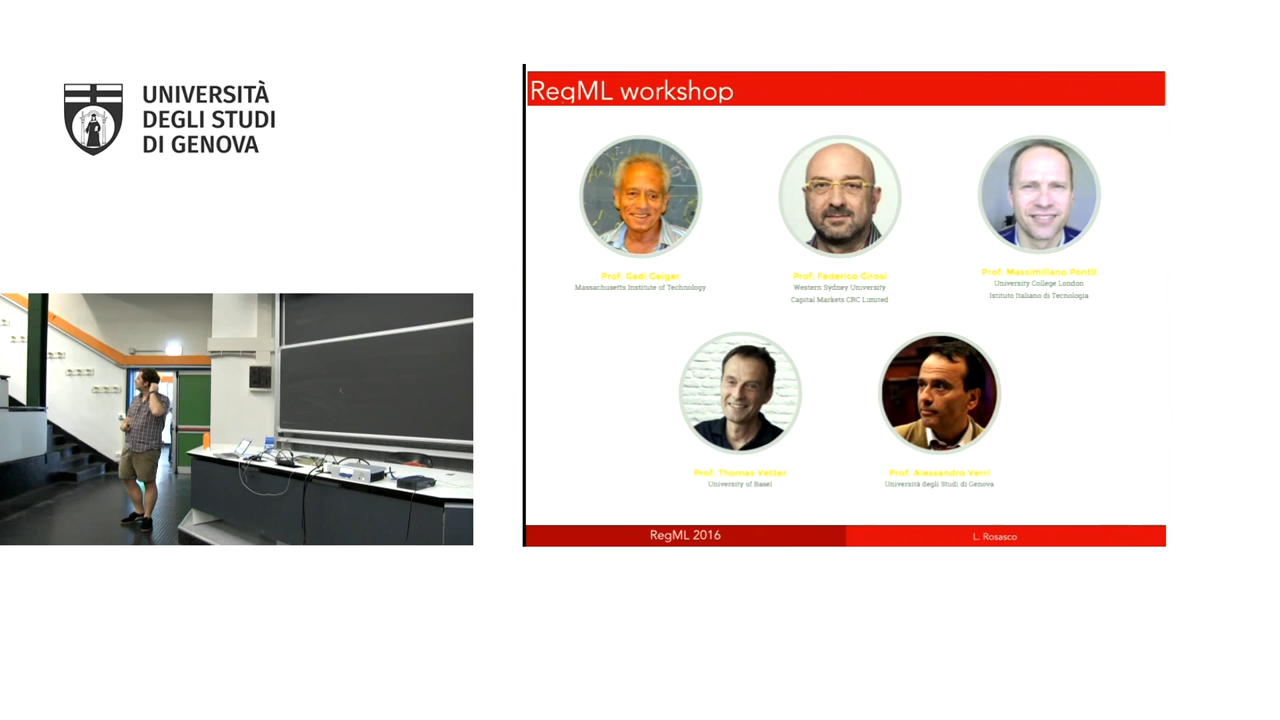 UNIVERSITÀ
DEGLI STUDI
DI GENOVA
RegML workshop
Prof. Gadi Geiger
Massachusetts Institute of Technology
Prof. Federico Girosi
Western Sydney University
Capital Markets CRC Limited
Prof. Massimiliano Pontil
University College London
Istituto Italiano di Tecnologia
Prof. Thomas Vetter
University of Basel
Prof. Alessandro Verri
Università degli Studi di Genova
RegML 2016
L. Rosasco